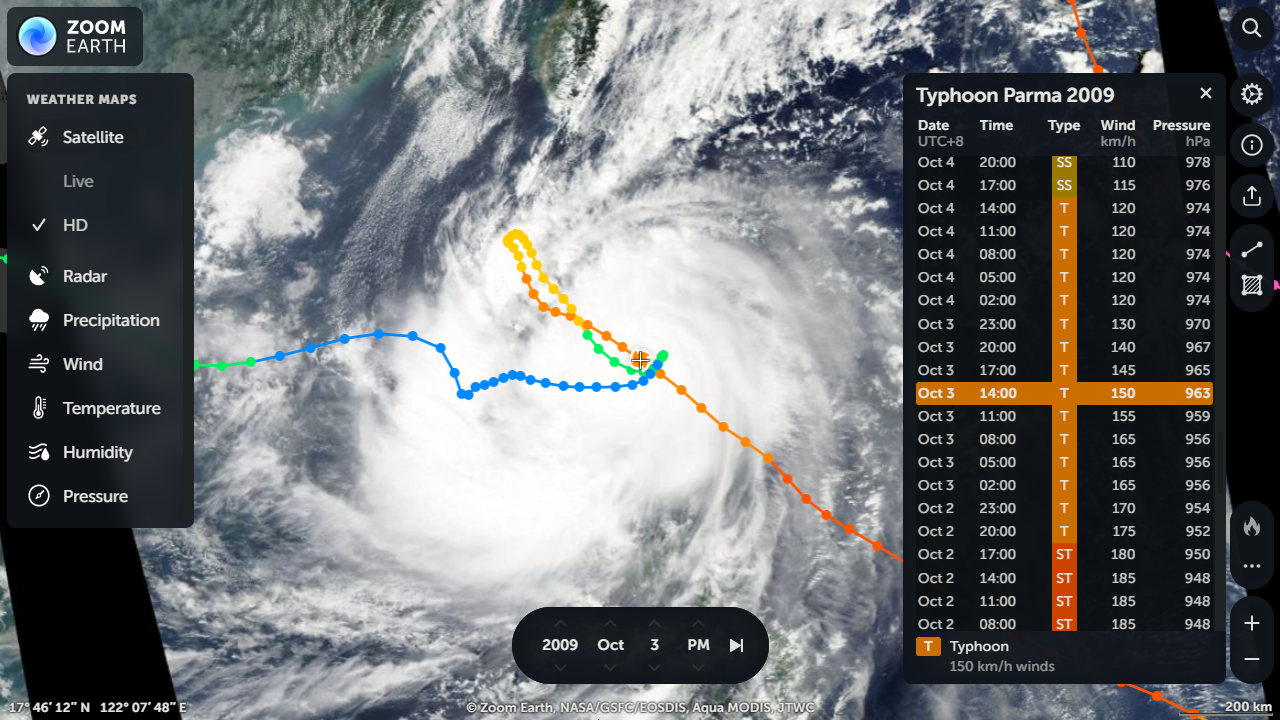 ZOOM
EARTH
WEATHER MAPS
Satellite
Live
HD
Radar
Precipitation
Wind
Temperature
Humidity
Pressure
Typhoon Parma 2009
Date Time Type Wind Pressure
UTC+8 km/h hPa
Oct 4 20:00 SS 110 978
Oct 4 17:00 SS 115 976
Oct 4 14:00 T 120 974
Oct 4 11:00 T 120 974
Oct 4 08:00 T 120 974
Oct 4 05:00 T 120 974
Oct 4 02:00 T 120 974
Oct 3 23:00 T 130 970
Oct 3 20:00 T 140 967
Oct 3 17:00 T 145 965
Oct 3 14:00 T 150 963
Oct 3 11:00 T 155 959
Oct 3 08:00 T 165 956
Oct 3 05:00 T 165 956
Oct 3 02:00 T 165 956
Oct 2 23:00 T 170 954
Oct 2 20:00 T 175 952
Oct 2 17:00 ST 180 950
Oct 2 14:00 ST 185 948
Oct 2 11:00 ST 185 948
Oct 2 08:00 ST 185 948
T Typhoon
150 km/h winds
2009 Oct 3 PM
17° 46′ 12″ N 122° 07′ 48″ E
© Zoom Earth, NASA/GSFC/EOSDIS, Aqua MODIS, JTWC
200 km